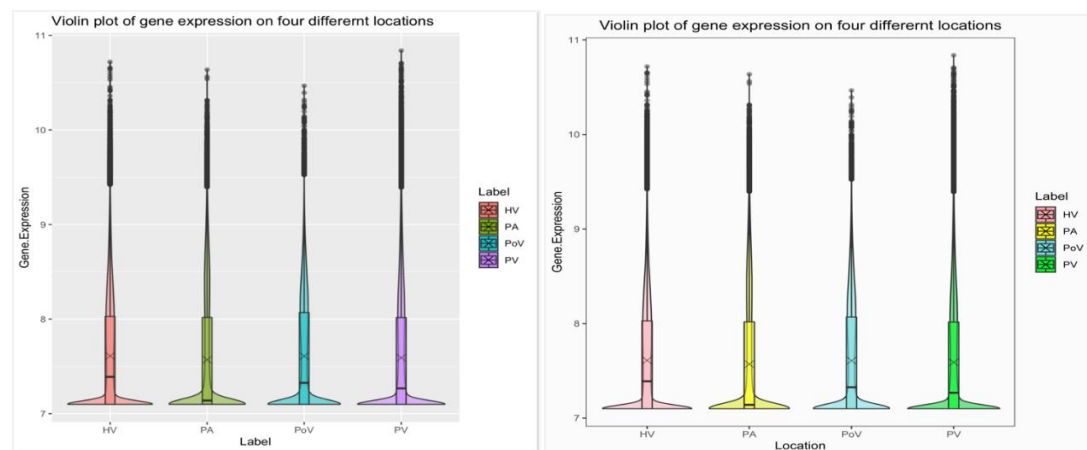 Violin plot of gene expression on four differernt locations
11
10
9
8
7
Gene.Expression
HV
PA
PoV
PV
Label
Label
HV
PA
PoV
PV
Violin plot of gene expression on four differernt locations
11
10
9
8
7
Gene.Expression
HV
PA
PoV
PV
Location
Label
HV
PA
PoV
PV